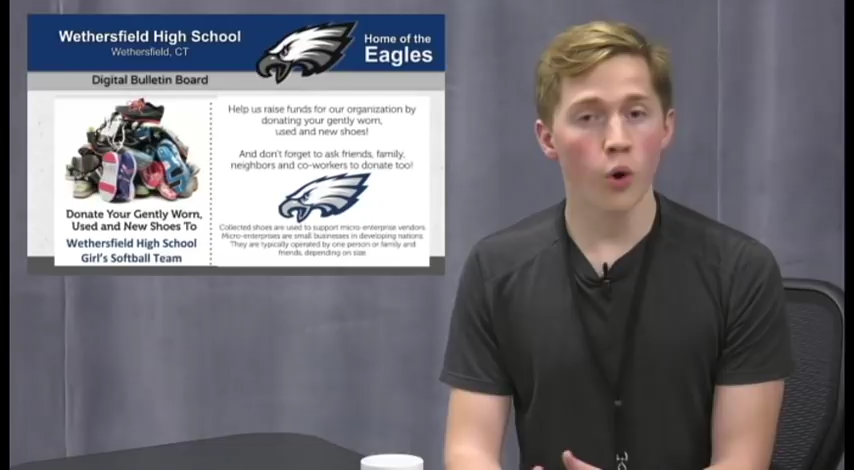 Wethersfield High School
Wethersfield, CT
Home of the
Eagles
Digital Bulletin Board
Donate Your Gently Worn,
Used and New Shoes To
Wethersfield High School
Girl's Softball Team
Help us raise funds for our organization by
donating your gently worn,
used and new shoes!
And don't forget to ask friends, family,
neighbors and co-workers to donate too!
Collected shoes are used to support micro-enterprise vendors.
Micro-enterprises are small businesses in developing nations.
They are typically operated by one person or family and
friends, depending on size.